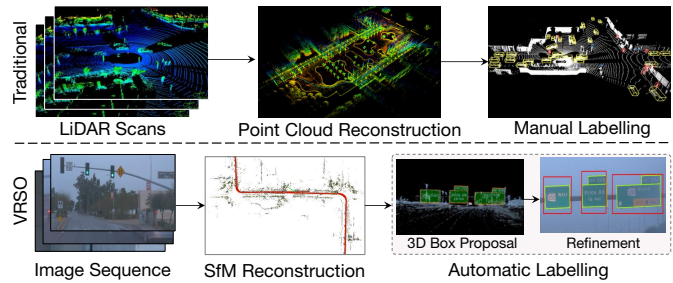 Traditional
LiDAR Scans
Point Cloud Reconstruction
Manual Labelling
VRSO
Image Sequence
SfM Reconstruction
3D Box Proposal
Refinement
Automatic Labelling